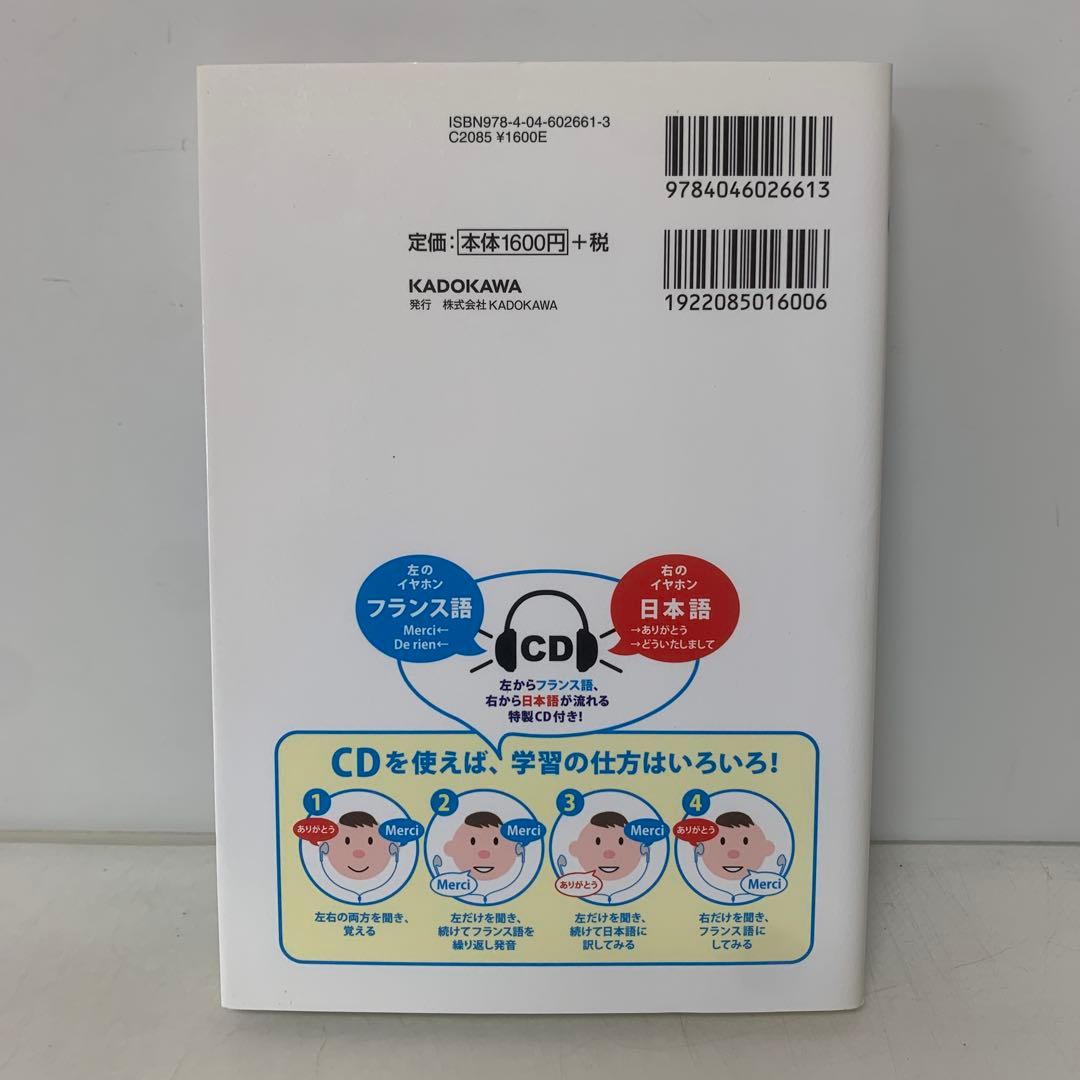 ISBN978-4-04-602661-3
C2085 ¥1600E
9784046026613
定価：本体1600円＋税
KADOKAWA
発行　株式会社KADOKAWA
1922085016006
左の
イヤホン
フランス語
Merci←
De rien←
右の
イヤホン
日本語
→ありがとう
→どういたしまして
CD
左からフランス語、
右から日本語が流れる
特製CD付き！
CDを使えば、学習の仕方はいろいろ！
1
ありがとう
Merci
左右の両方を聞き、
覚える
2
Merci
Merci
左だけを聞き、
続けてフランス語を
繰り返し発音
3
Merci
ありがとう
左だけを聞き、
続けて日本語に
訳してみる
4
ありがとう
Merci
右だけを聞き、
フランス語に
してみる